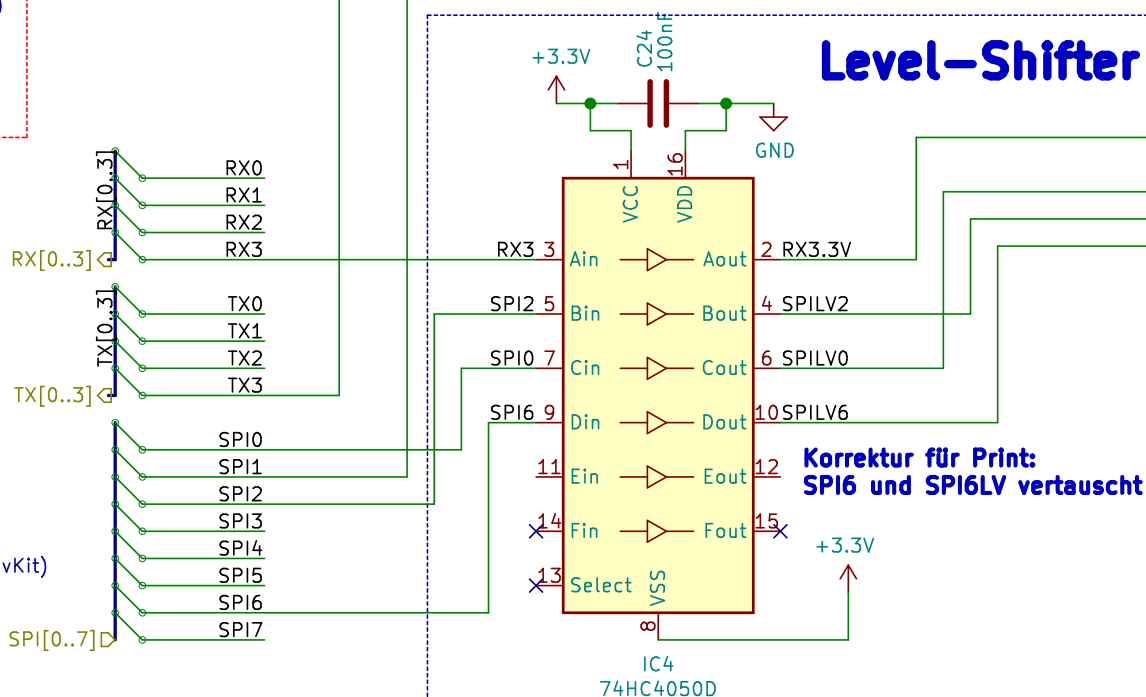 C24
100nF
+3.3V
Level-Shifter
GND
1
16
VCC
VDD
RX[0..3]
RX0
RX1
RX2
RX3
RX[0..3]
RX3 3 Ain Aout 2 RX3.3V
TX[0..3]
TX0
TX1
TX2
TX3
TX[0..3]
SPI2 5 Bin Bout 4 SPILV2
SPI0 7 Cin Cout 6 SPILV0
SPI6 9 Din Dout 10 SPILV6
SPI0
SPI1
SPI2
SPI3
SPI4
SPI5
SPI6
SPI7
SPI[0..7]
vKit)
)
11 Ein Eout 12
14 Fin Fout 15
13 Select
VSS
8
Korrektur für Print:
SPI6 und SPI6LV vertauscht
+3.3V
IC4
74HC4050D